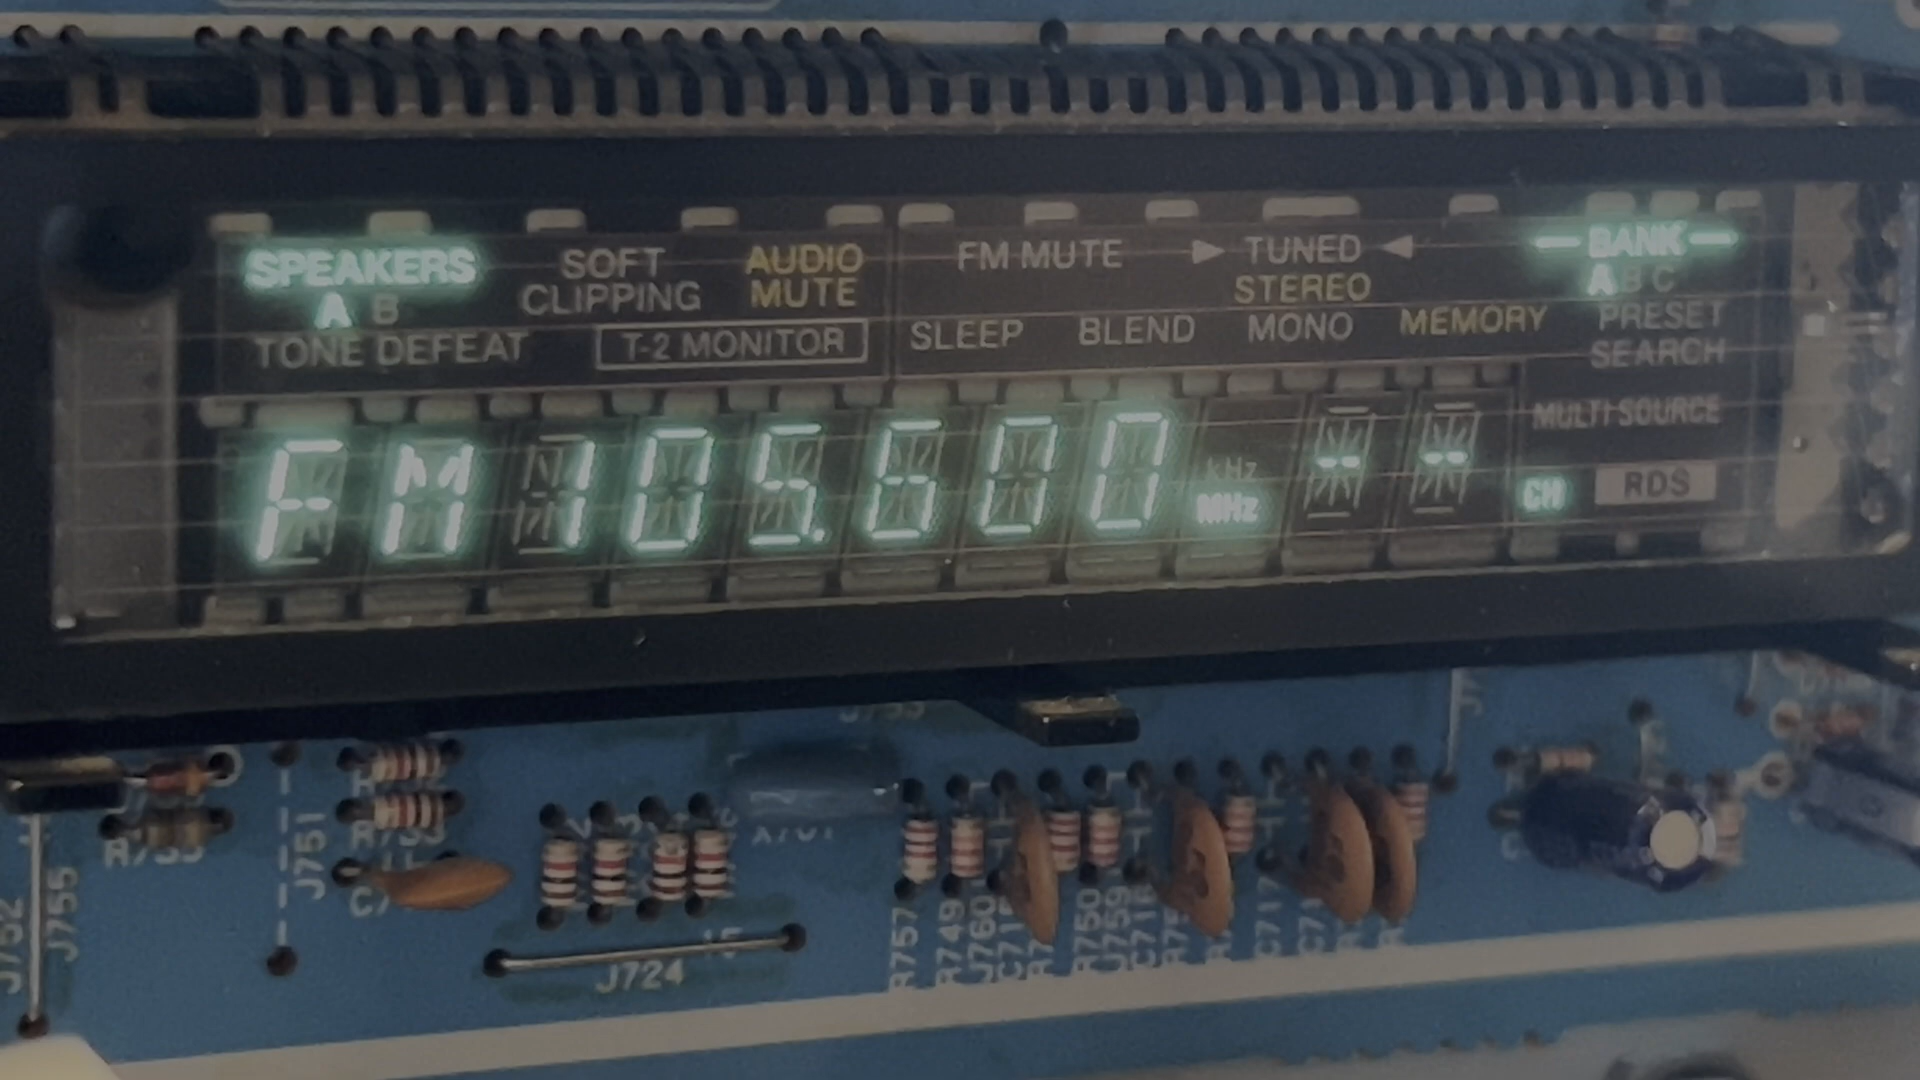 SPEAKERS
A B
SOFT
CLIPPING
AUDIO
MUTE
TONE DEFEAT
T-2 MONITOR
FM MUTE
TUNED
STEREO
SLEEP BLEND MONO MEMORY
BANK
A B C
PRESET
SEARCH
MULTI SOURCE
FM 105.600
kHz
MHz
--
CH
RDS
J752
J755
J751
J724
R757
R749
J760
R750
J759